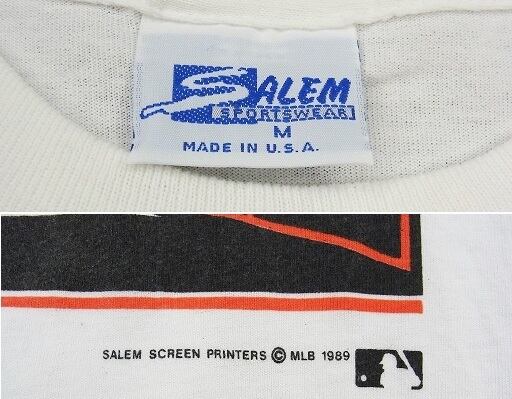 SALEM
SPORTSWEAR
M
MADE IN U.S.A.
SALEM SCREEN PRINTERS © MLB 1989